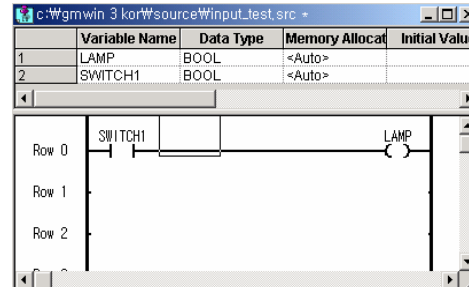 c:₩gmwin 3 kor₩source₩input_test.src *
Variable Name Data Type Memory Allocat Initial Value
1 LAMP BOOL <Auto>
2 SWITCH1 BOOL <Auto>
SWITCH1 LAMP
Row 0
Row 1
Row 2